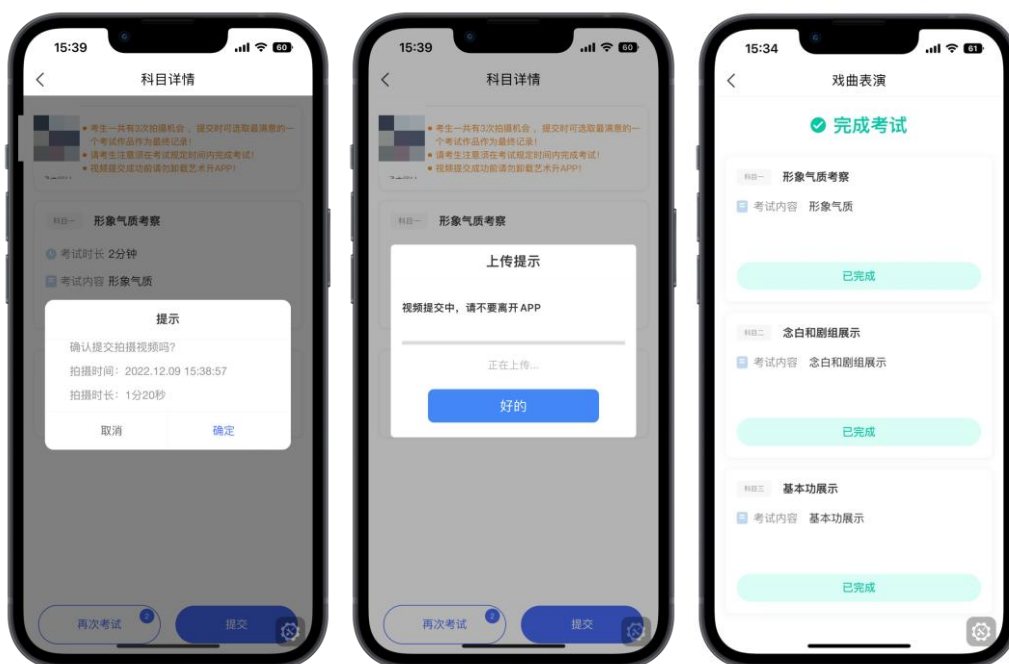 15:39
60
科目详情
考生一共有3次拍摄机会，提交时可选取最满意的一
个考试作品作为最终记录！
请考生注意须在考试规定时间内完成考试！
视频提交成功前请勿卸载艺术升APP！
科目一 形象气质考察
考试时长 2分钟
考试内容 形象气质
提示
确认提交拍摄视频吗？
拍摄时间：2022.12.09 15:38:57
拍摄时长：1分20秒
取消 确定
再次考试 2 提交
15:39
60
科目详情
考生一共有3次拍摄机会，提交时可选取最满意的一
个考试作品作为最终记录！
请考生注意须在考试规定时间内完成考试！
视频提交成功前请勿卸载艺术升APP！
科目一 形象气质考察
上传提示
视频提交中，请不要离开 APP
正在上传...
好的
再次考试 2 提交
15:34
61
戏曲表演
完成考试
科目一 形象气质考察
考试内容 形象气质
已完成
科目二 念白和剧组展示
考试内容 念白和剧组展示
已完成
科目三 基本功展示
考试内容 基本功展示
已完成